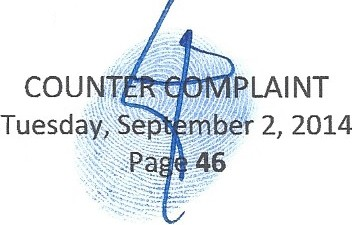 COUNTER COMPLAINT
Tuesday, September 2, 2014
Page 46